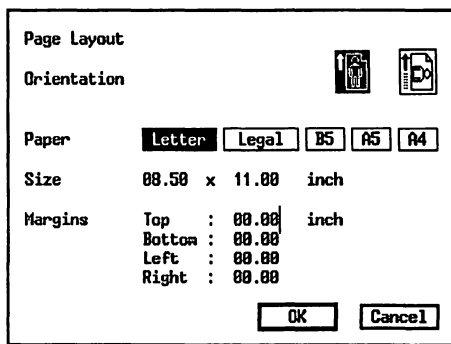 Page Layout
Orientation
Paper Letter Legal B5 A5 A4
Size 08.50 x 11.00 inch
Margins Top : 00.00 inch
Bottom : 00.00
Left : 00.00
Right : 00.00
OK Cancel